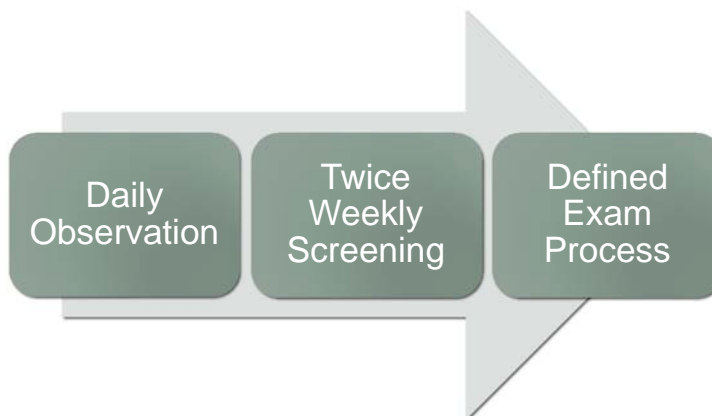 Daily
Observation
Twice
Weekly
Screening
Defined
Exam
Process